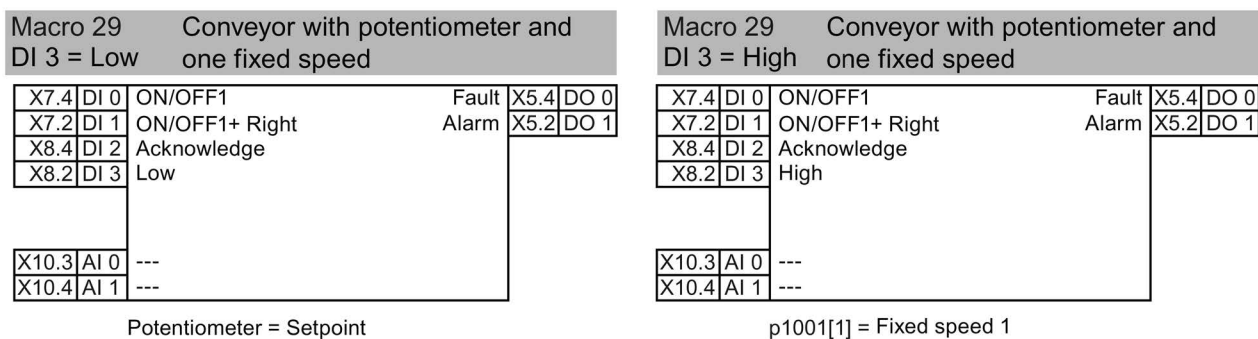 Macro 29 Conveyor with potentiometer and
DI 3 = Low one fixed speed
X7.4 DI 0 ON/OFF1 Fault X5.4 DO 0
X7.2 DI 1 ON/OFF1+ Right Alarm X5.2 DO 1
X8.4 DI 2 Acknowledge
X8.2 DI 3 Low
X10.3 AI 0 ---
X10.4 AI 1 ---
Potentiometer = Setpoint
Macro 29 Conveyor with potentiometer and
DI 3 = High one fixed speed
X7.4 DI 0 ON/OFF1 Fault X5.4 DO 0
X7.2 DI 1 ON/OFF1+ Right Alarm X5.2 DO 1
X8.4 DI 2 Acknowledge
X8.2 DI 3 High
X10.3 AI 0 ---
X10.4 AI 1 ---
p1001[1] = Fixed speed 1